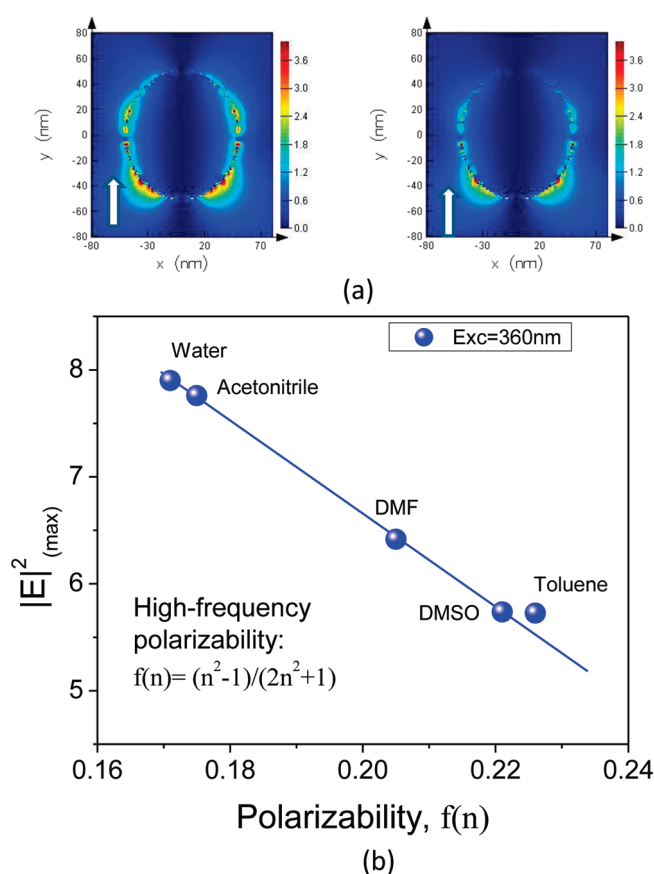 80
60
40
20
0
-20
-40
-60
-80
y (nm)
-80 -30 20 70
x (nm)
3.6
3.0
2.4
1.8
1.2
0.6
0.0
80
60
40
20
0
-20
-40
-60
-80
y (nm)
-80 -30 20 70
x (nm)
3.6
3.0
2.4
1.8
1.2
0.6
0.0
(a)
Exc=360nm
Water
Acetonitrile
DMF
DMSO
Toluene
High-frequency
polarizability:
f(n)= (n²-1)/(2n²+1)
8
7
6
5
|E|²(max)
0.16 0.18 0.20 0.22 0.24
Polarizability, f(n)
(b)